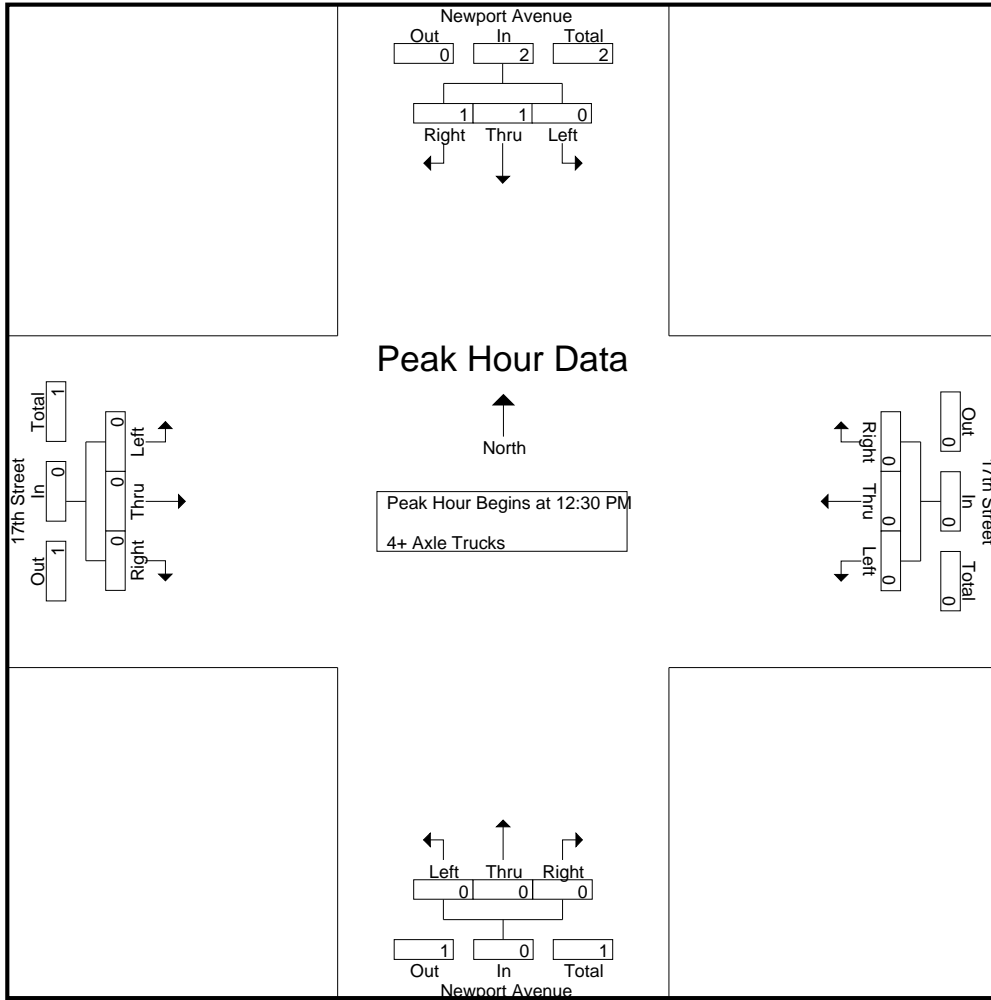 Newport Avenue
Out In Total
0 2 2
1 1 0
Right Thru Left
Peak Hour Data
North
Peak Hour Begins at 12:30 PM
4+ Axle Trucks
17th Street
Out In Total
1 0 1
0 0 0
Right Thru Left
17th Street
Out In Total
0 0 0
0 0 0
Right Thru Left
Left Thru Right
0 0 0
1 0 1
Out In Total
Newport Avenue